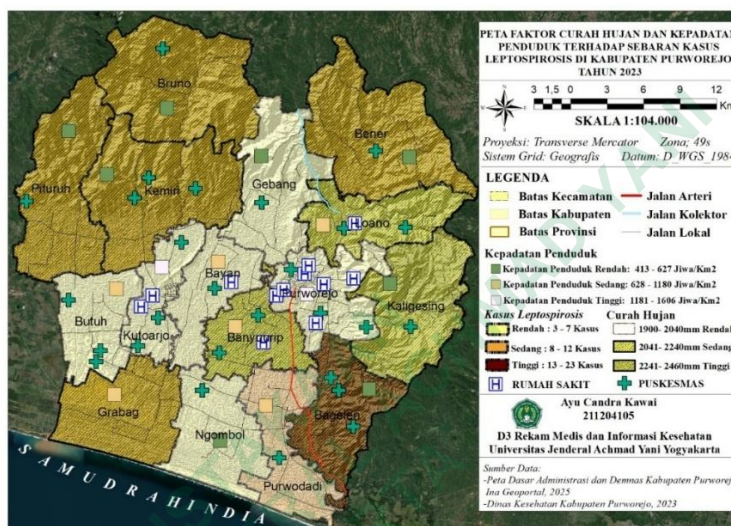 PETA FAKTOR CURAH HUJAN DAN KEPADATAN
PENDUDUK TERHADAP SEBARAN KASUS
LEPTOSPIROSIS DI KABUPATEN PURWOREJO
TAHUN 2023
3 1,5 0 3 6 9 12
Km
SKALA 1:104.000
Proyeksi: Transverse Mercator Zona; 49s
Sistem Grid: Geografis Datum: D_WGS_1984
LEGENDA
Batas Kecamatan Jalan Arteri
Batas Kabupaten Jalan Kolektor
Batas Provinsi Jalan Lokal
Kepadatan Penduduk
Kepadatan Penduduk Rendah: 413 - 627 Jiwa/Km2
Kepadatan Penduduk Sedang: 628 - 1180 Jiwa/Km2
Kepadatan Penduduk Tinggi: 1181 - 1606 Jiwa/Km2
Kasus Leptospirosis Curah Hujan
Rendah : 3 - 7 Kasus 1900- 2040mm Rendah
Sedang : 8 - 12 Kasus 2041- 2240mm Sedang
Tinggi : 13 - 23 Kasus 2241- 2460mm Tinggi
H RUMAH SAKIT PUSKESMAS
Ayu Candra Kawai
211204105
D3 Rekam Medis dan Informasi Kesehatan
Universitas Jenderal Achmad Yani Yogyakarta
Sumber Data:
-Peta Dasar Administrasi dan Demnas Kabupaten Purworejo
Ina Geoportal, 2025
-Dinas Kesehatan Kabupaten Purworejo, 2023
Bruno
Bener
Pituruh
Kemiri
Gebang
Loano
Bayan
Purworejo
Kaligesing
Butuh
Kutoarjo
Banyuurip
Grabag
Ngombol
Bagelen
Purwodadi
SAMUDRA HINDIA